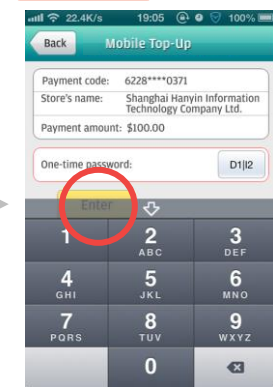 22.4K/s 19:05 100%
Back Mobile Top-Up
Payment code: 6228****0371
Store's name: Shanghai Hanyin Information
Technology Company Ltd.
Payment amount: $100.00
One-time password: D1|I2
Enter
1 2 3
ABC DEF
4 5 6
GHI JKL MNO
7 8 9
PQRS TUV WXYZ
0